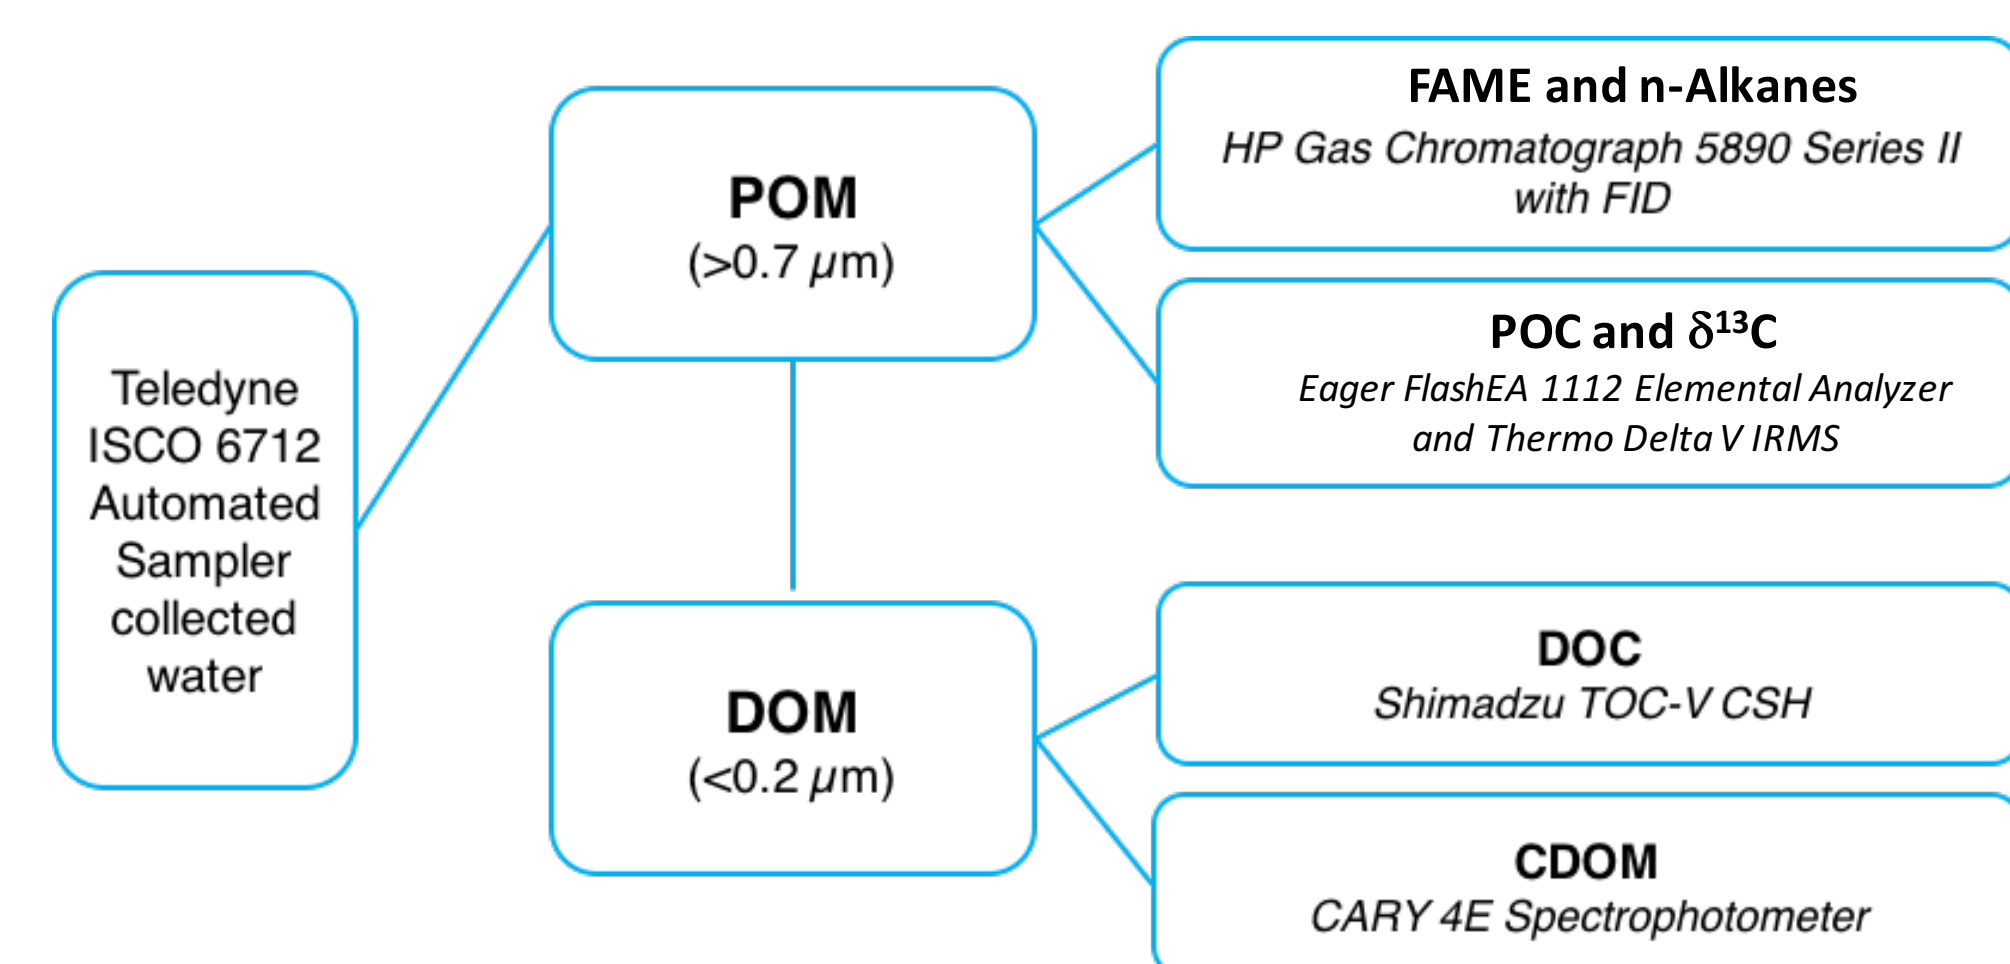 Teledyne
ISCO 6712
Automated
Sampler
collected
water
POM
(>0.7 µm)
DOM
(<0.2 µm)
FAME and n-Alkanes
HP Gas Chromatograph 5890 Series II
with FID
POC and δ¹³C
Eager FlashEA 1112 Elemental Analyzer
and Thermo Delta V IRMS
DOC
Shimadzu TOC-V CSH
CDOM
CARY 4E Spectrophotometer